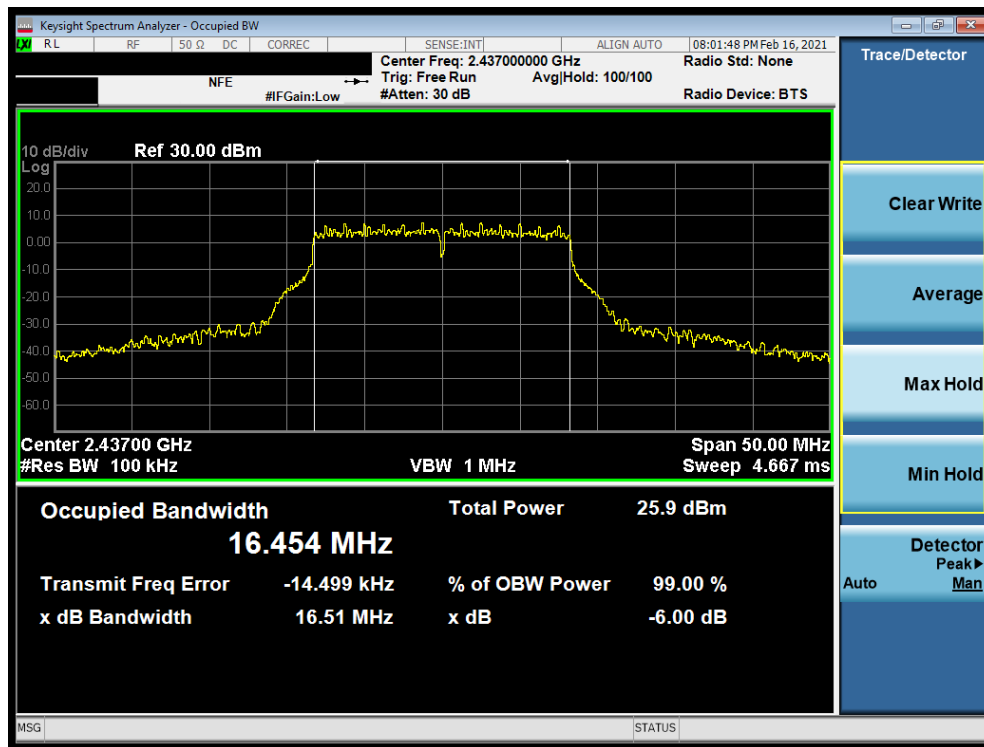 Keysight Spectrum Analyzer - Occupied BW
LXI RL RF 50 Ω DC CORREC SENSE:INT ALIGN AUTO 08:01:48 PM Feb 16, 2021
Center Freq: 2.437000000 GHz Radio Std: None
NFE Trig: Free Run Avg|Hold: 100/100
#IFGain:Low #Atten: 30 dB Radio Device: BTS
Trace/Detector
10 dB/div Ref 30.00 dBm
Log
20.0
10.0
0.00
-10.0
-20.0
-30.0
-40.0
-50.0
-60.0
Center 2.43700 GHz Span 50.00 MHz
#Res BW 100 kHz VBW 1 MHz Sweep 4.667 ms
Occupied Bandwidth Total Power 25.9 dBm
16.454 MHz
Transmit Freq Error -14.499 kHz % of OBW Power 99.00 %
x dB Bandwidth 16.51 MHz x dB -6.00 dB
Clear Write
Average
Max Hold
Min Hold
Detector
Peak▶
Auto Man
MSG STATUS